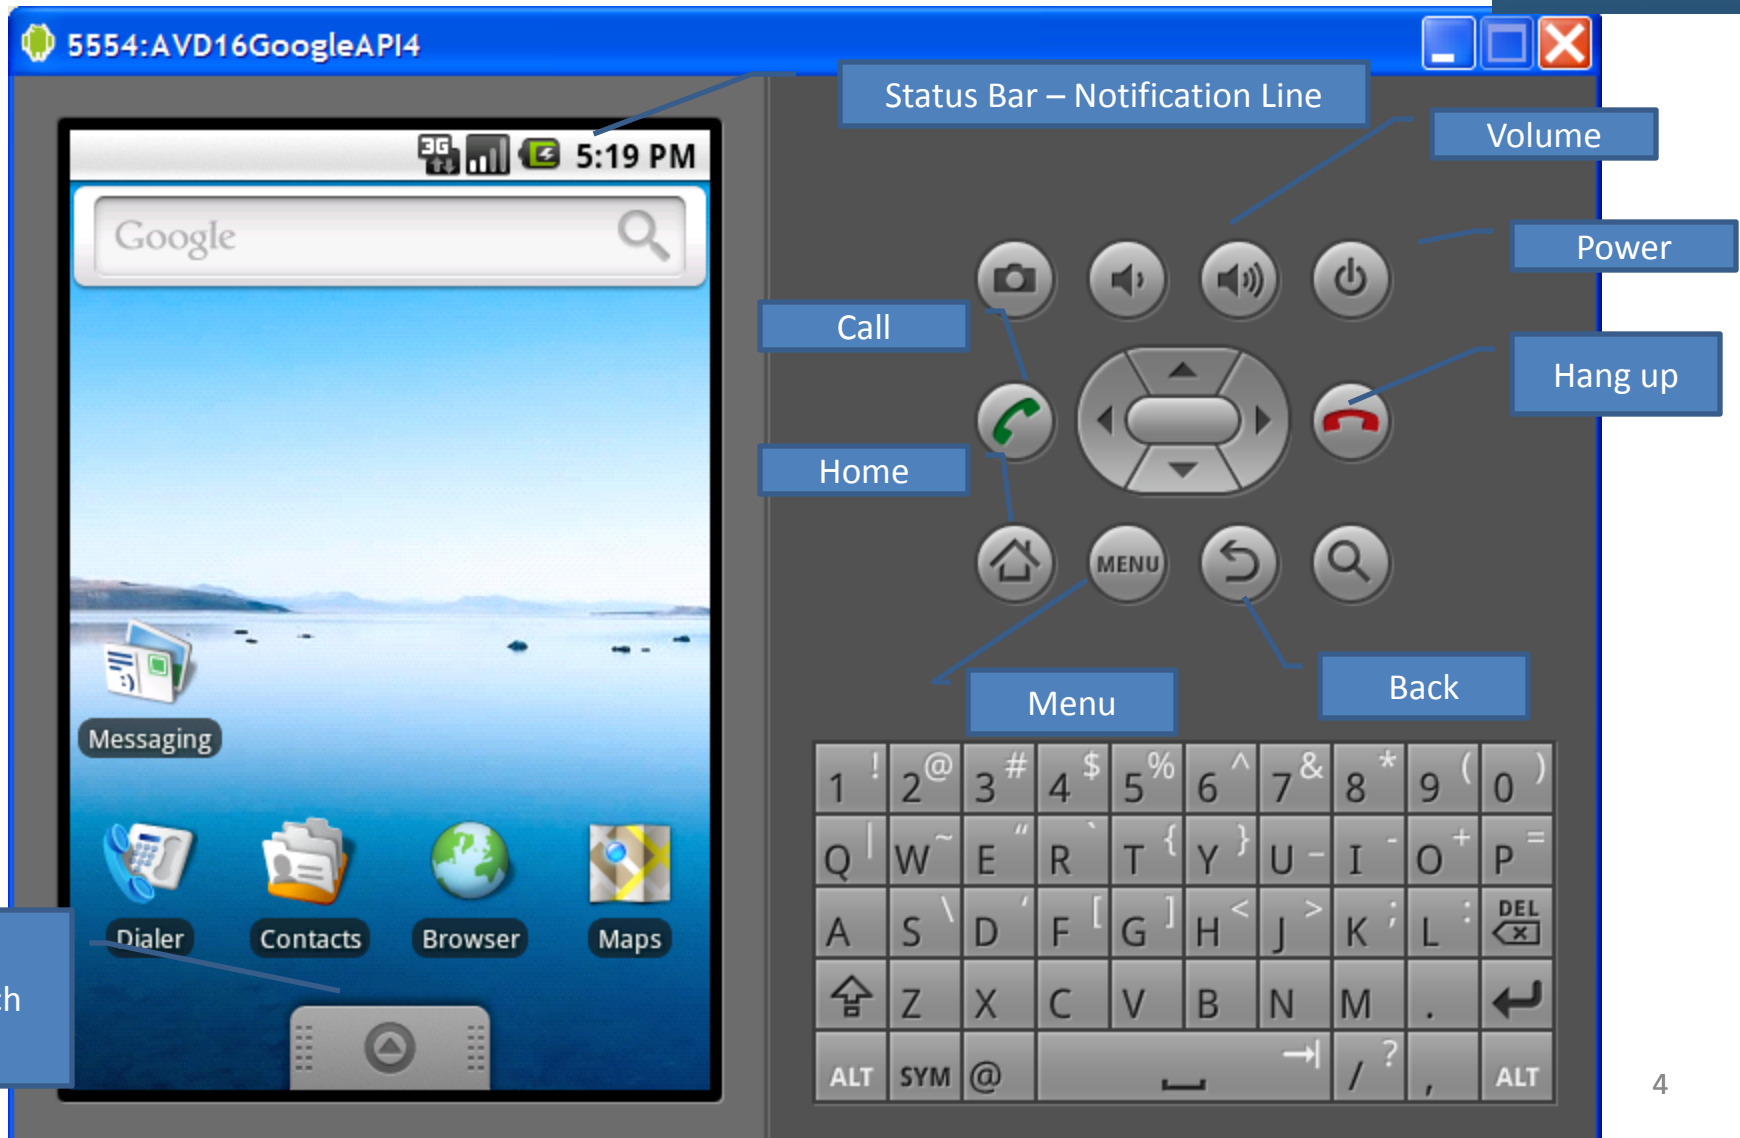 5554:AVD16GoogleAPI4
Status Bar – Notification Line
Volume
3G 5:19 PM
Google
Power
Call
Hang up
Home
MENU
Menu
Back
Messaging
1 ! 2 @ 3 # 4 $ 5 % 6 ^ 7 & 8 * 9 ( 0 )
Q | W ~ E " R ` T { Y } U _ I - O + P =
A S \ D ' F [ G ] H < J > K ; L : DEL
Z X C V B N M .
ALT SYM @ / ? , ALT
Dialer Contacts Browser Maps
4